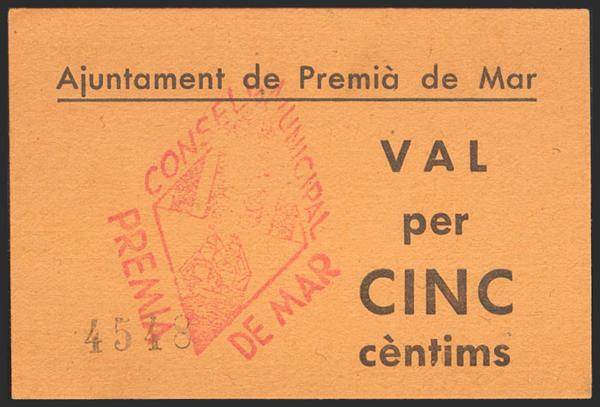 Ajuntament de Premià de Mar
VAL
per
CINC
cèntims
CONSELL MUNICIPAL
PREMIA
DE MAR
4548